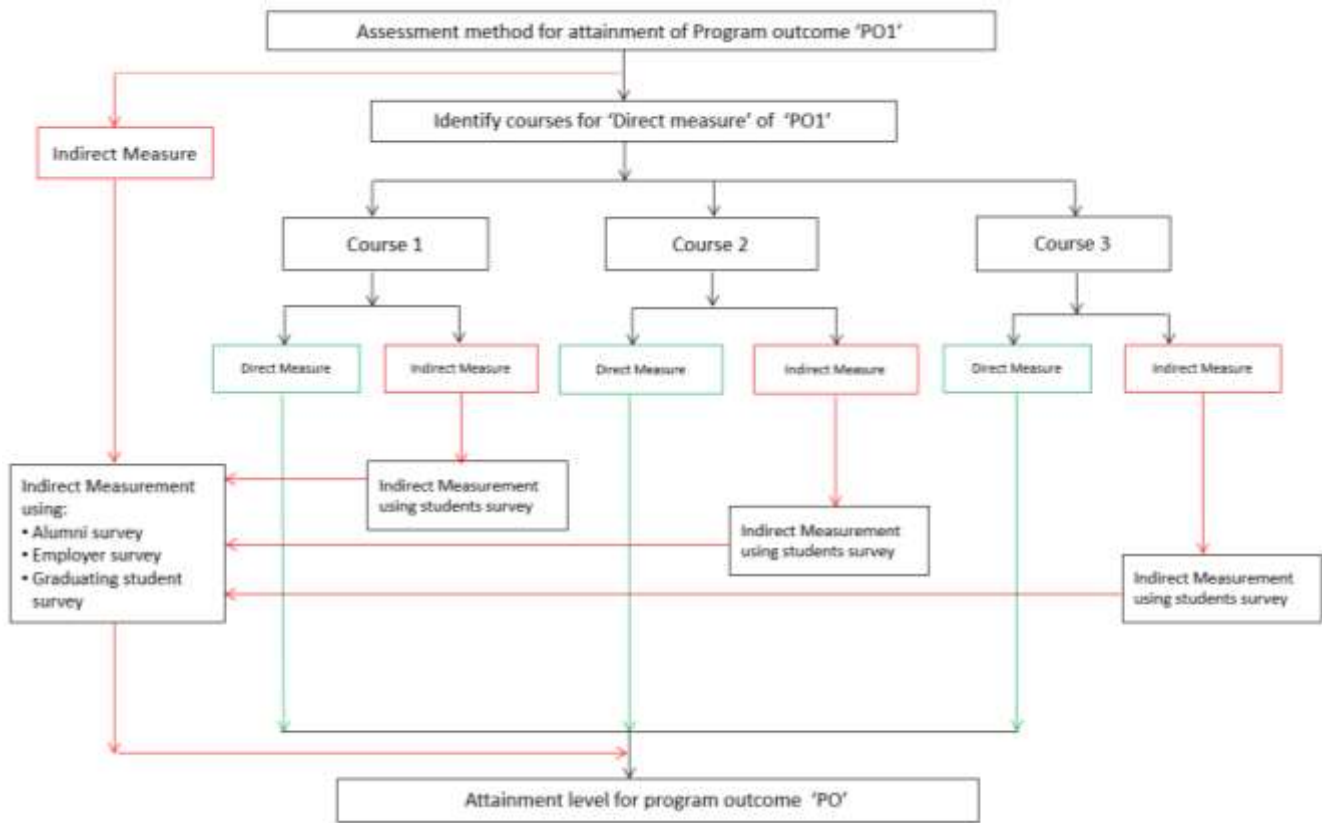 Assessment method for attainment of Program outcome 'PO1'
Identify courses for 'Direct measure' of 'PO1'
Indirect Measure
Course 1
Course 2
Course 3
Direct Measure
Indirect Measure
Direct Measure
Indirect Measure
Direct Measure
Indirect Measure
Indirect Measurement
using:
• Alumni survey
• Employer survey
• Graduating student
survey
Indirect Measurement
using students survey
Indirect Measurement
using students survey
Indirect Measurement
using students survey
Attainment level for program outcome 'PO'